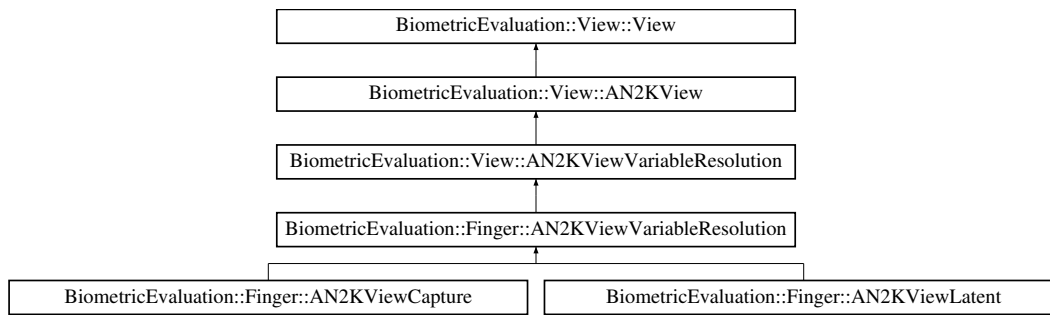 BiometricEvaluation::View::View
BiometricEvaluation::View::AN2KView
BiometricEvaluation::View::AN2KViewVariableResolution
BiometricEvaluation::Finger::AN2KViewVariableResolution
BiometricEvaluation::Finger::AN2KViewCapture
BiometricEvaluation::Finger::AN2KViewLatent